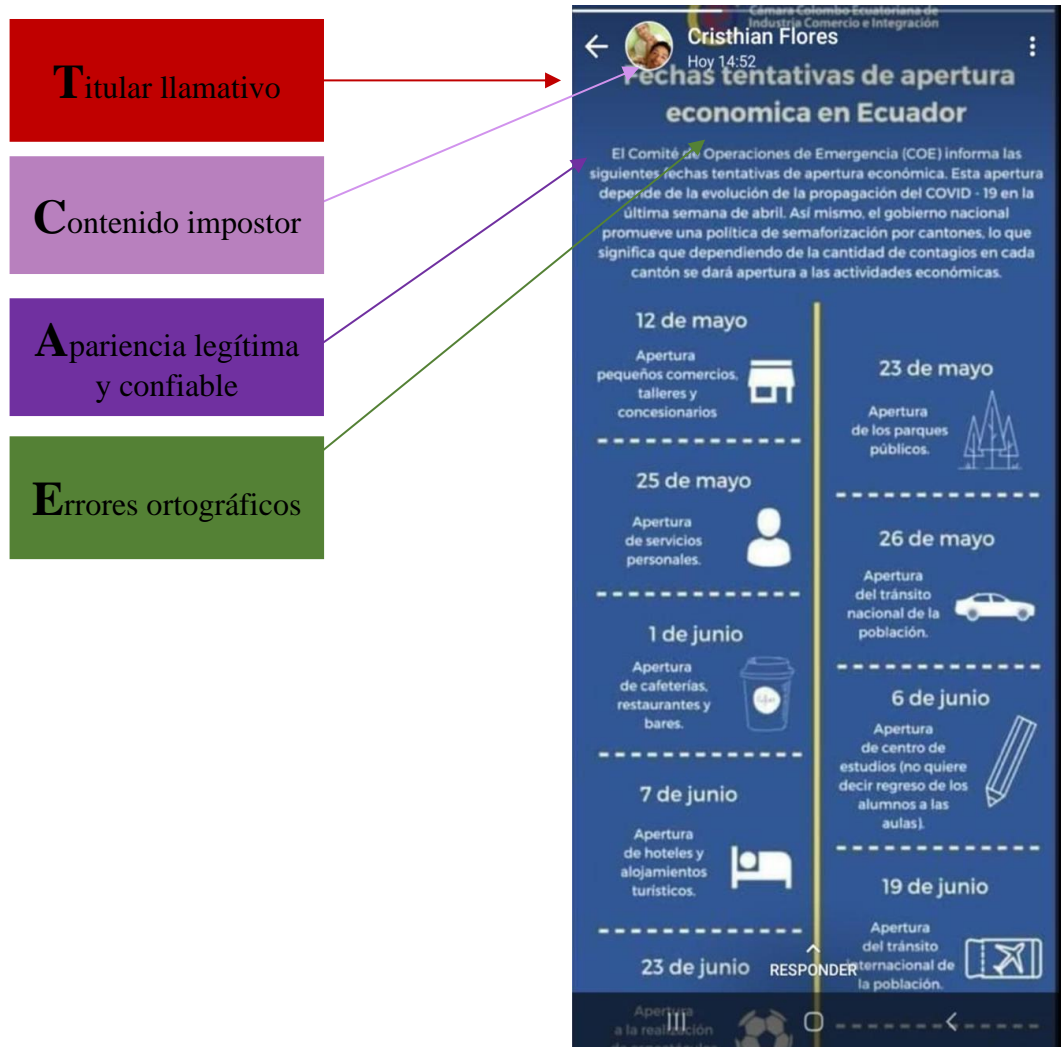 Titular llamativo
Contenido impostor
Apariencia legítima
y confiable
Errores ortográficos
Cámara Colombo Ecuatoriana de
Industria Comercio e Integración
Cristhian Flores
Hoy 14:52
Fechas tentativas de apertura
economica en Ecuador
El Comité de Operaciones de Emergencia (COE) informa las
siguientes fechas tentativas de apertura económica. Esta apertura
depende de la evolución de la propagación del COVID - 19 en la
última semana de abril. Así mismo, el gobierno nacional
promueve una política de semaforización por cantones, lo que
significa que dependiendo de la cantidad de contagios en cada
cantón se dará apertura a las actividades económicas.
12 de mayo
Apertura
pequeños comercios,
talleres y
concesionarios
23 de mayo
Apertura
de los parques
públicos.
25 de mayo
Apertura
de servicios
personales.
26 de mayo
Apertura
del tránsito
nacional de la
población.
1 de junio
Apertura
de cafeterías,
restaurantes y
bares.
6 de junio
Apertura
de centro de
estudios (no quiere
decir regreso de los
alumnos a las
aulas).
7 de junio
Apertura
de hoteles y
alojamientos
turísticos.
19 de junio
Apertura
del tránsito
internacional de
la población.
23 de junio
RESPONDER
Apertura
a la realización